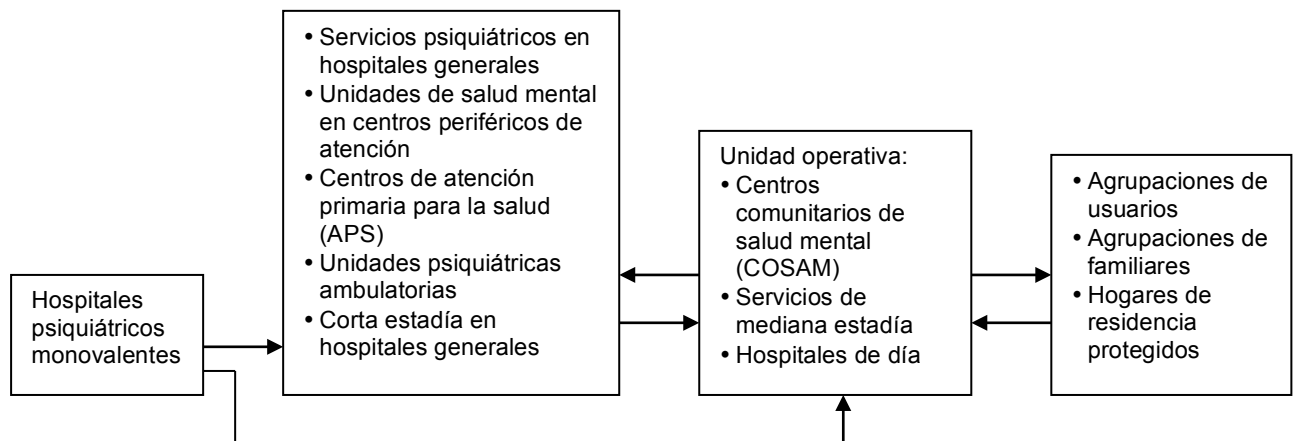 Hospitales
psiquiátricos
monovalentes
• Servicios psiquiátricos en
hospitales generales
• Unidades de salud mental
en centros periféricos de
atención
• Centros de atención
primaria para la salud
(APS)
• Unidades psiquiátricas
ambulatorias
• Corta estadía en
hospitales generales
Unidad operativa:
• Centros
comunitarios de
salud mental
(COSAM)
• Servicios de
mediana estadía
• Hospitales de día
• Agrupaciones de
usuarios
• Agrupaciones de
familiares
• Hogares de
residencia
protegidos